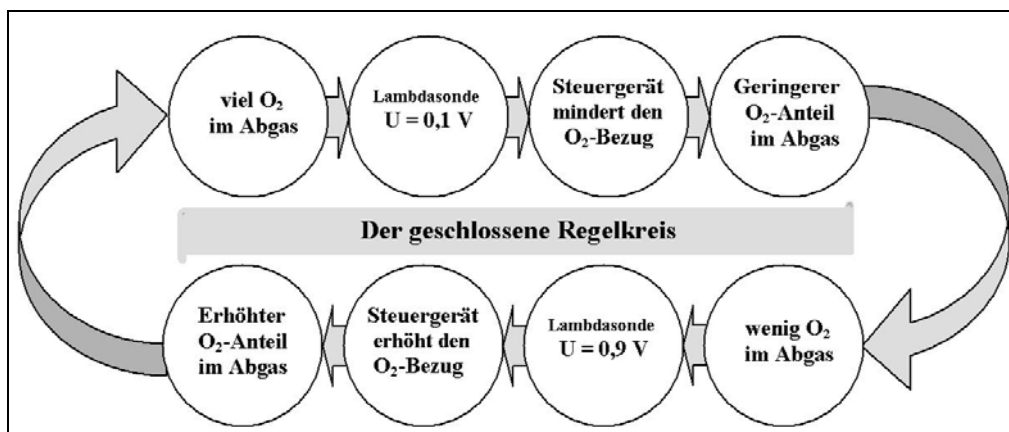 viel O₂
im Abgas
Lambdasonde
U = 0,1 V
Steuergerät
mindert den
O₂-Bezug
Geringerer
O₂-Anteil
im Abgas
Der geschlossene Regelkreis
Erhöhter
O₂-Anteil
im Abgas
Steuergerät
erhöht den
O₂-Bezug
Lambdasonde
U = 0,9 V
wenig O₂
im Abgas